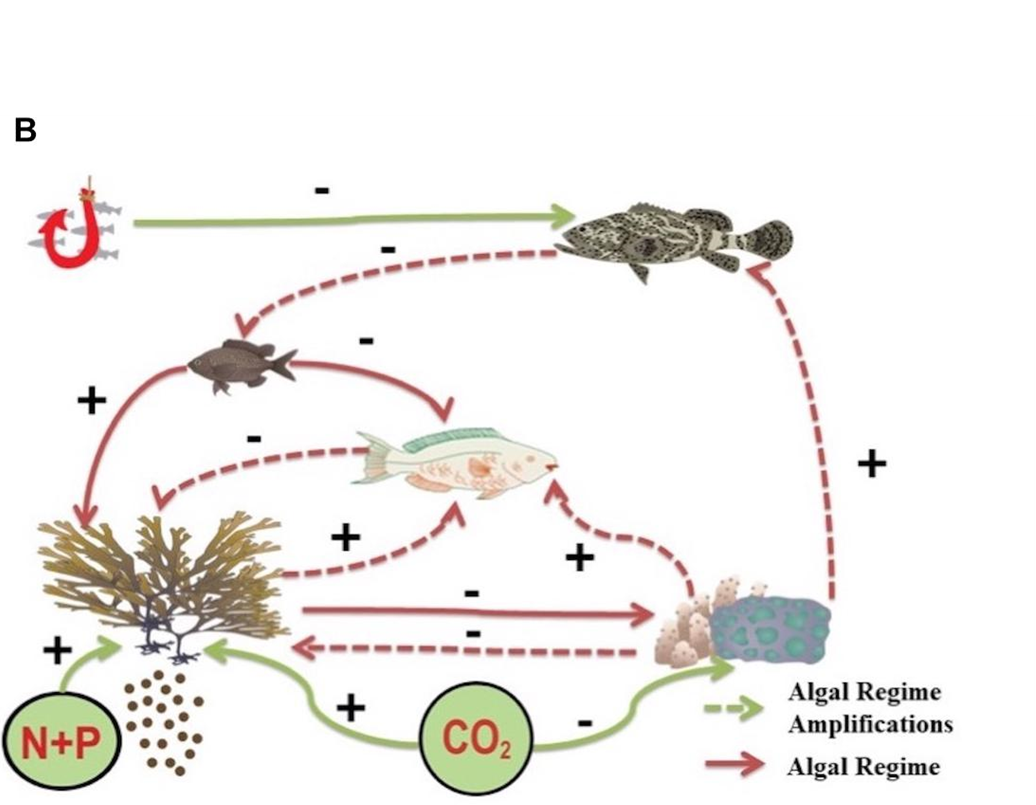 B
-
-
-
+
-
+
+
+
-
-
+
+
-
N+P
CO₂
Algal Regime
Amplifications
Algal Regime